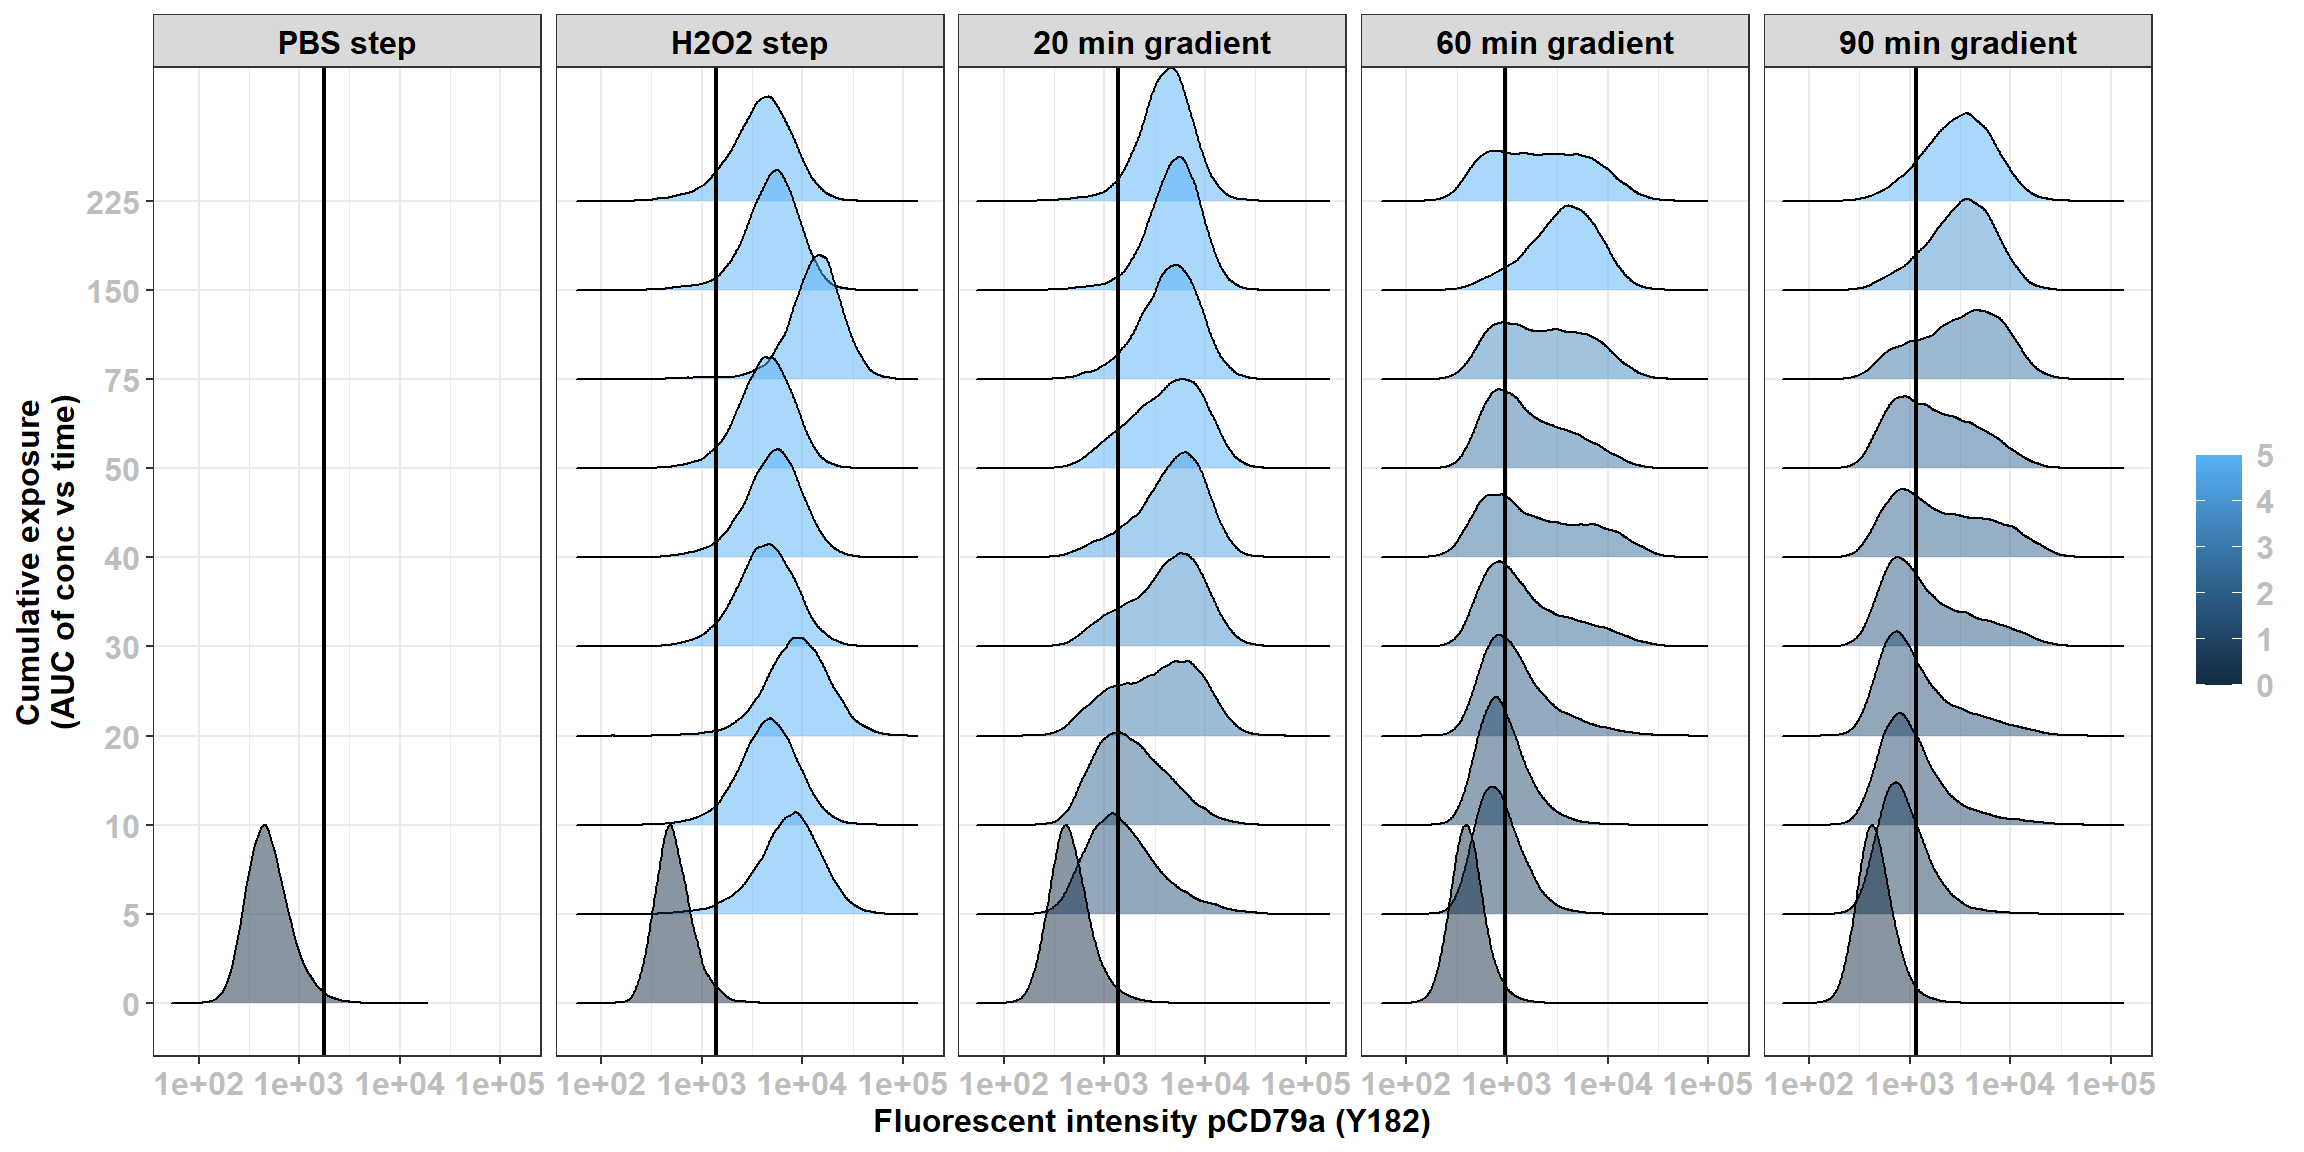 PBS step
H2O2 step
20 min gradient
60 min gradient
90 min gradient
Cumulative exposure
(AUC of conc vs time)
225
150
75
50
40
30
20
10
5
0
5
4
3
2
1
0
1e+02 1e+03 1e+04 1e+05
1e+02 1e+03 1e+04 1e+05
1e+02 1e+03 1e+04 1e+05
1e+02 1e+03 1e+04 1e+05
1e+02 1e+03 1e+04 1e+05
Fluorescent intensity pCD79a (Y182)